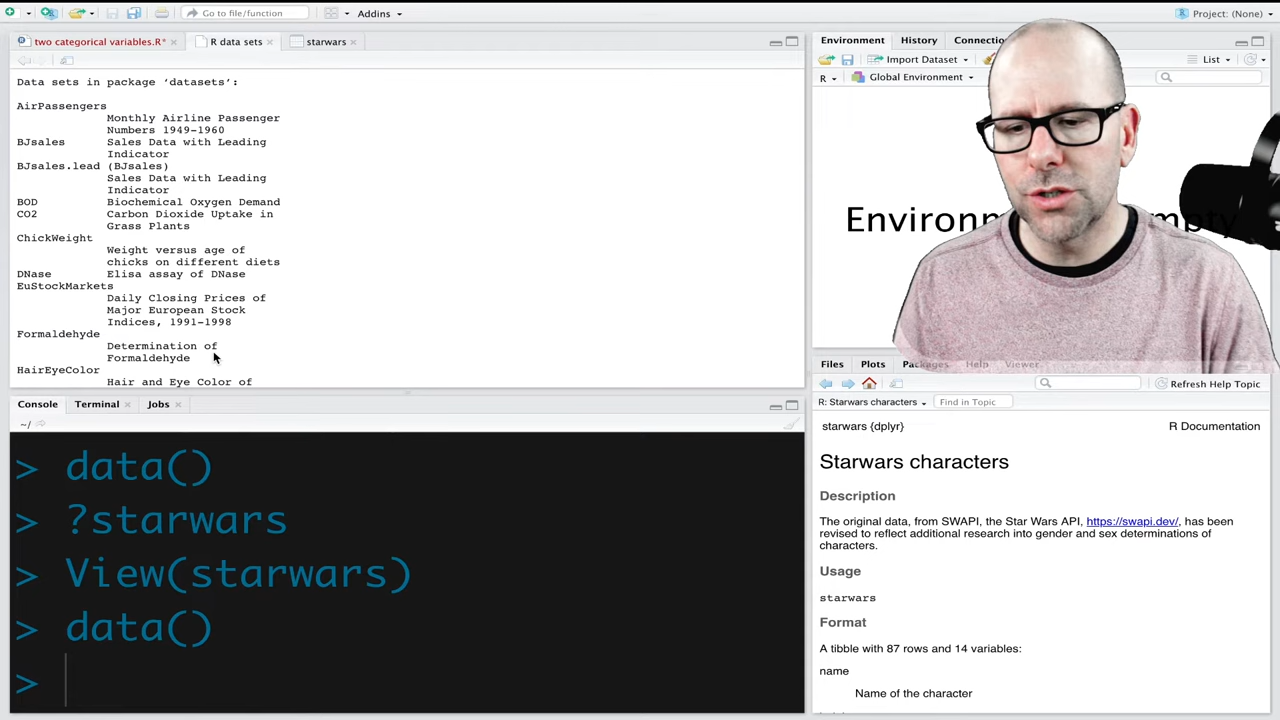 Go to file/function
Addins
Project: (None)
two categorical variables.R*
R data sets
starwars
Data sets in package ‘datasets’:
AirPassengers
Monthly Airline Passenger
Numbers 1949-1960
BJsales Sales Data with Leading
Indicator
BJsales.lead (BJsales)
Sales Data with Leading
Indicator
BOD Biochemical Oxygen Demand
CO2 Carbon Dioxide Uptake in
Grass Plants
ChickWeight
Weight versus age of
chicks on different diets
DNase Elisa assay of DNase
EuStockMarkets
Daily Closing Prices of
Major European Stock
Indices, 1991-1998
Formaldehyde
Determination of
Formaldehyde
HairEyeColor
Hair and Eye Color of
Console
Terminal
Jobs
~/
> data()
> ?starwars
> View(starwars)
> data()
>
Environment
History
Import Dataset
List
R
Global Environment
Files
Plots
Packages
Help
Viewer
Refresh Help Topic
R: Starwars characters
Find in Topic
starwars {dplyr}
R Documentation
Starwars characters
Description
The original data, from SWAPI, the Star Wars API, https://swapi.dev/, has been
revised to reflect additional research into gender and sex determinations of
characters.
Usage
starwars
Format
A tibble with 87 rows and 14 variables:
name
Name of the character